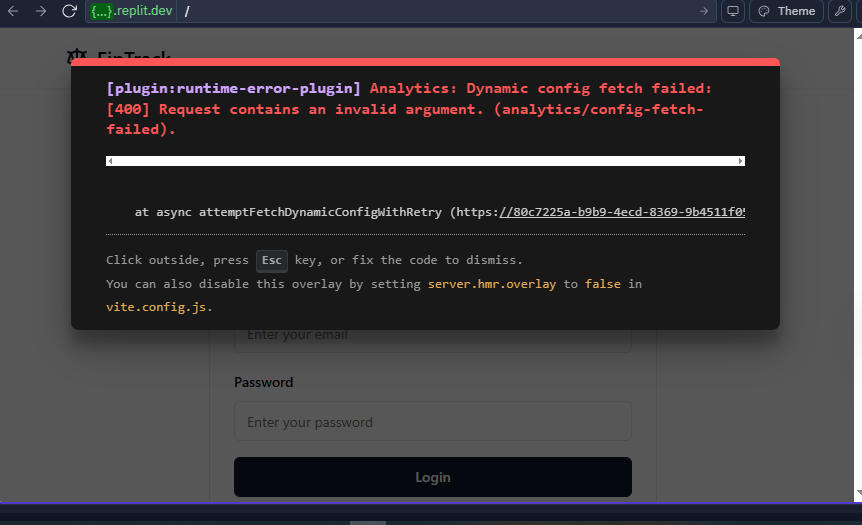 {...}.replit.dev /
Theme
FinTrack
[plugin:runtime-error-plugin] Analytics: Dynamic config fetch failed:
[400] Request contains an invalid argument. (analytics/config-fetch-
failed).
at async attemptFetchDynamicConfigWithRetry (https://80c7225a-b9b9-4ecd-8369-9b4511f0
Click outside, press Esc key, or fix the code to dismiss.
You can also disable this overlay by setting server.hmr.overlay to false in
vite.config.js.
Enter your email
Password
Enter your password
Login